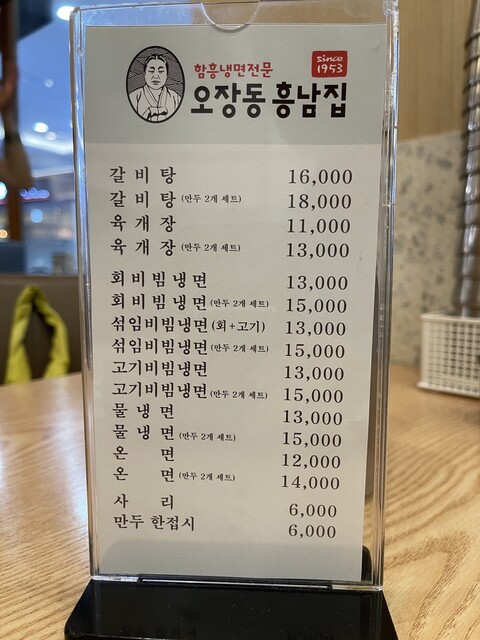 함흥냉면전문
since 1953
오장동 흥남집
갈 비 탕 16,000
갈 비 탕 (만두 2개 세트) 18,000
육 개 장 11,000
육 개 장 (만두 2개 세트) 13,000
회 비 빔 냉 면 13,000
회 비 빔 냉 면 (만두 2개 세트) 15,000
섞임비빔냉면 (회+고기) 13,000
섞임비빔냉면 (만두 2개 세트) 15,000
고기비빔냉면 13,000
고기비빔냉면 (만두 2개 세트) 15,000
물 냉 면 13,000
물 냉 면 (만두 2개 세트) 15,000
온 면 12,000
온 면 (만두 2개 세트) 14,000
사 리 6,000
만두 한접시 6,000